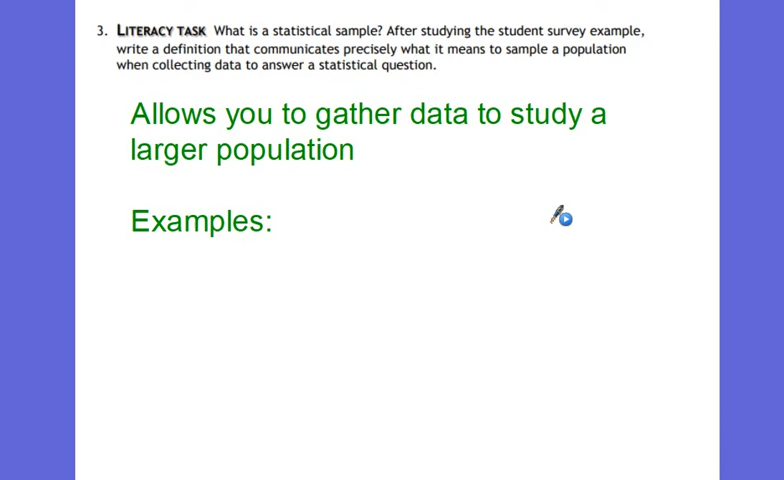 3. LITERACY TASK What is a statistical sample? After studying the student survey example,
write a definition that communicates precisely what it means to sample a population
when collecting data to answer a statistical question.
Allows you to gather data to study a
larger population
Examples: